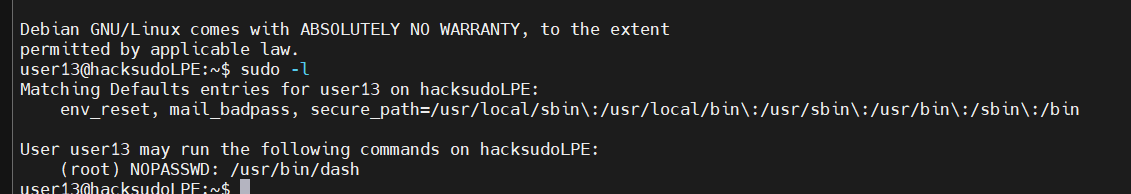 Debian GNU/Linux comes with ABSOLUTELY NO WARRANTY, to the extent
permitted by applicable law.
user13@hacksudoLPE:~$ sudo -l
Matching Defaults entries for user13 on hacksudoLPE:
    env_reset, mail_badpass, secure_path=/usr/local/sbin\:/usr/local/bin\:/usr/sbin\:/usr/bin\:/sbin\:/bin

User user13 may run the following commands on hacksudoLPE:
    (root) NOPASSWD: /usr/bin/dash
user13@hacksudoLPE:~$